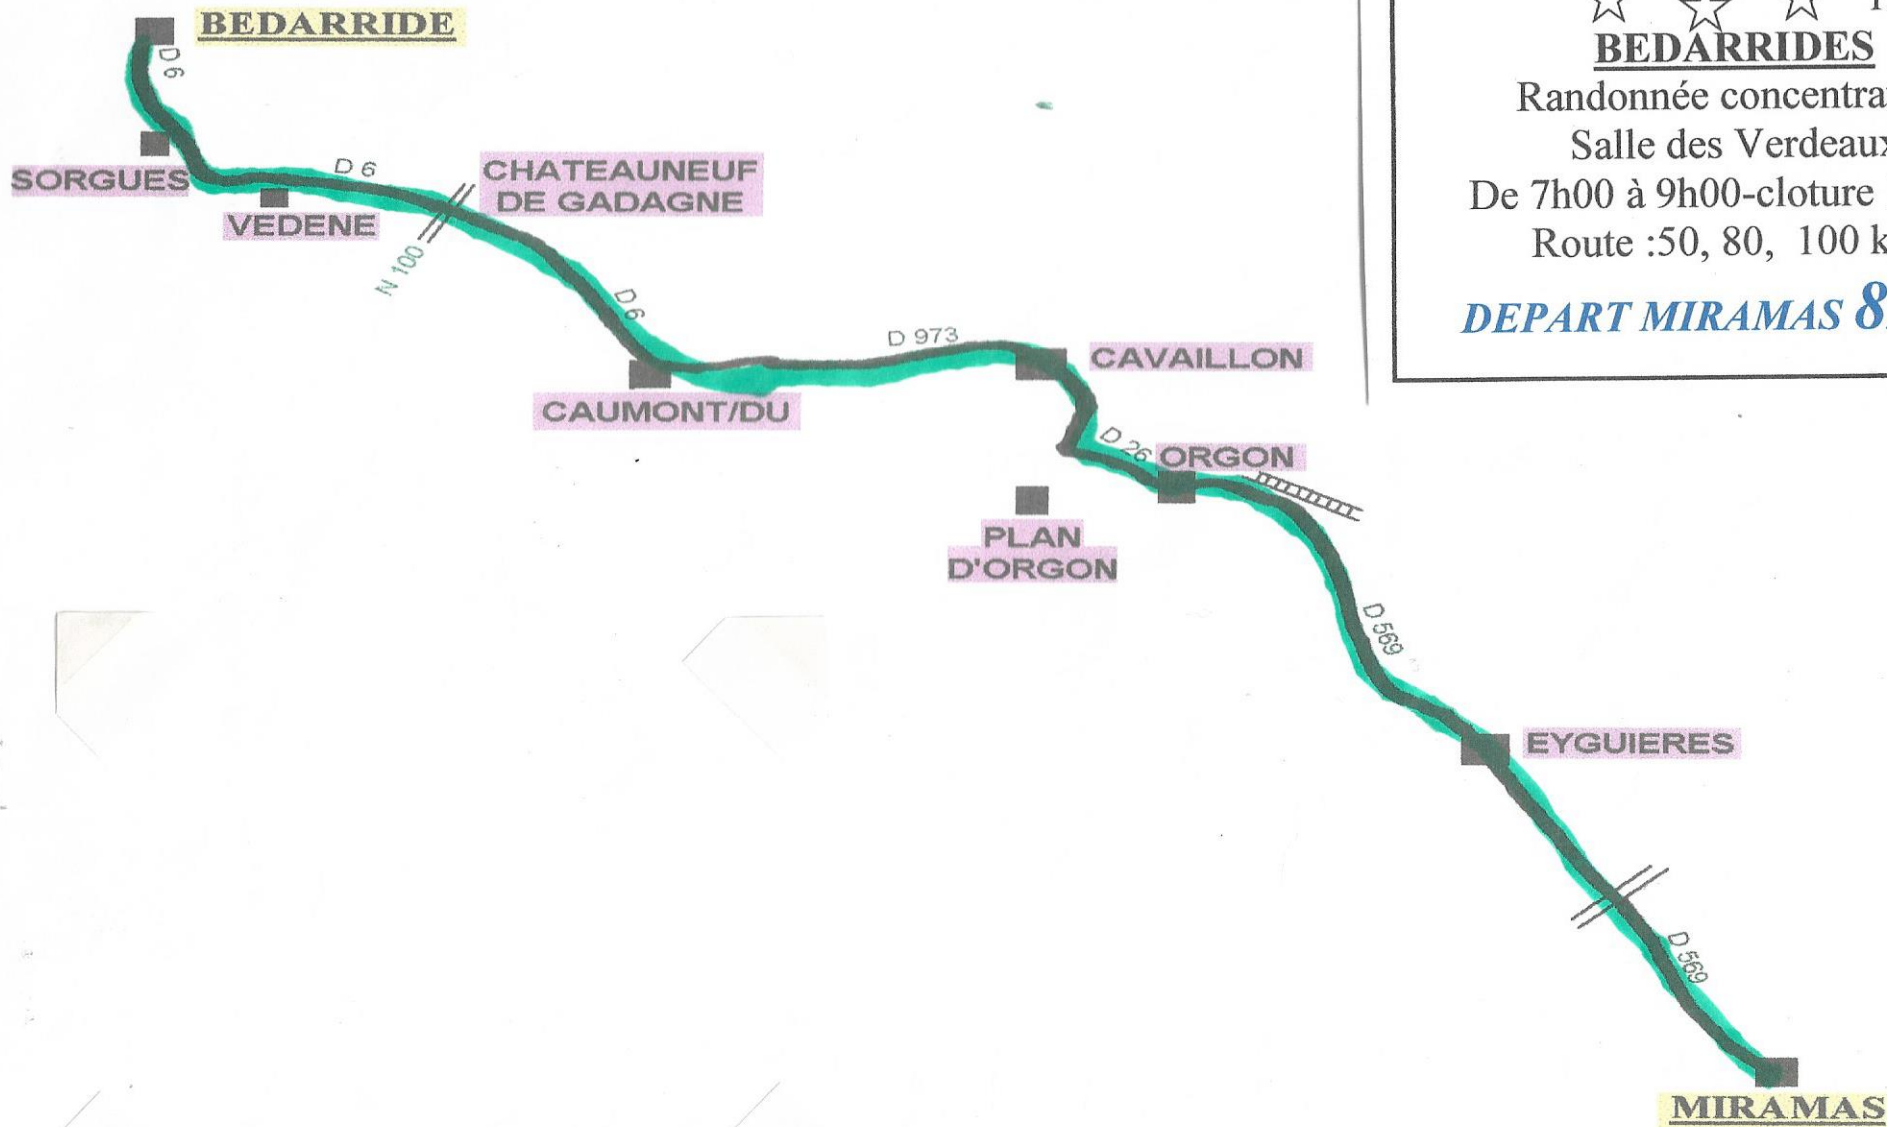 BEDARRIDE
D 6
SORGUES
VEDENE
D 6
CHATEAUNEUF
DE GADAGNE
N 100
D 6
CAUMONT/DU
D 973
CAVAILLON
D 26
ORGON
PLAN
D'ORGON
D 569
EYGUIERES
D 569
MIRAMAS
BEDARRIDES
Randonnée
Salle des Verdeaux
De 7h00 à 9h00-cloture
Route :50, 80, 100
DEPART MIRAMAS 8